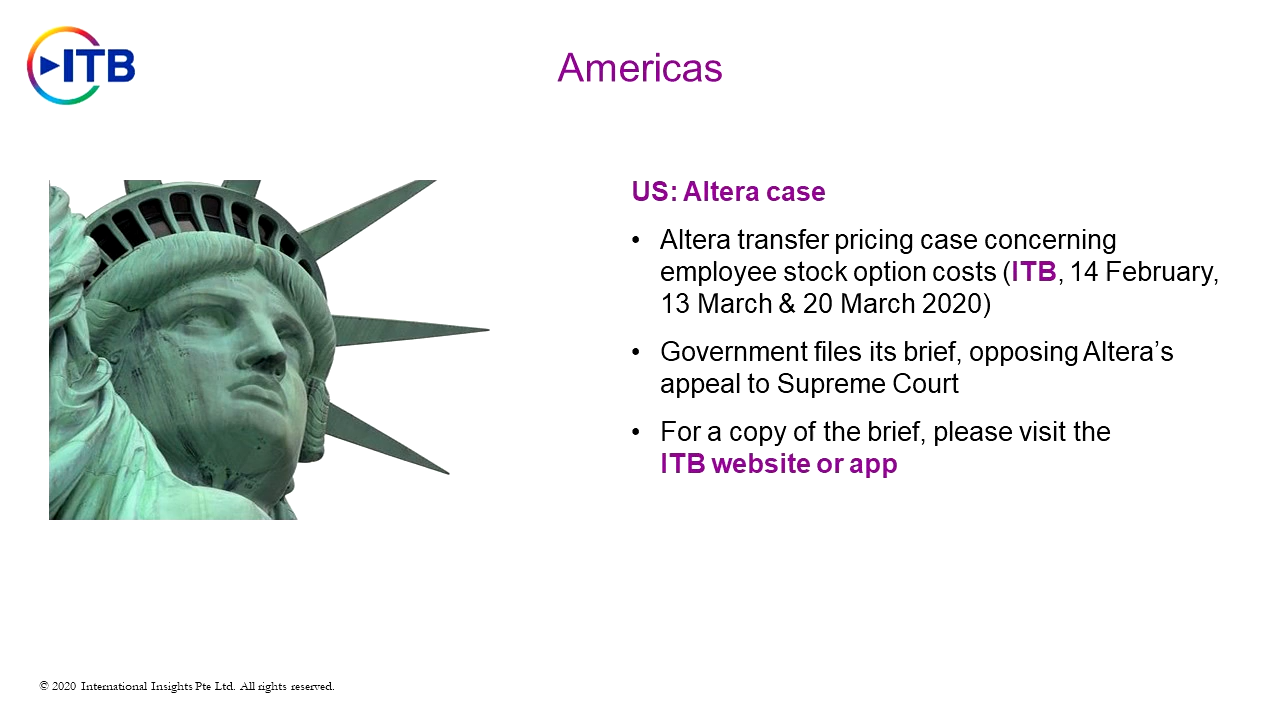 ITB
Americas
US: Altera case
• Altera transfer pricing case concerning
employee stock option costs (ITB, 14 February,
13 March & 20 March 2020)
• Government files its brief, opposing Altera’s
appeal to Supreme Court
• For a copy of the brief, please visit the
ITB website or app
© 2020 International Insights Pte Ltd. All rights reserved.